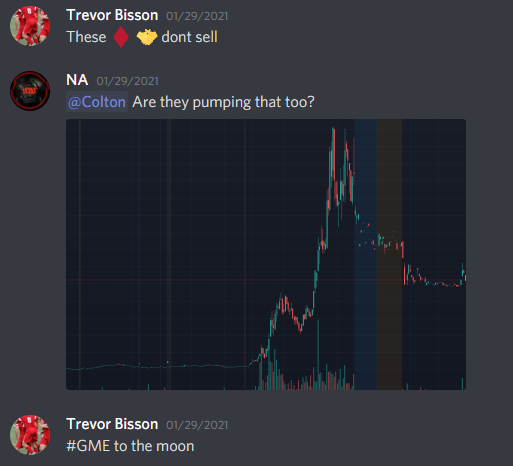 Trevor Bisson 01/29/2021
These ♦️ 🤝 dont sell
NA 01/29/2021
@Colton Are they pumping that too?
Trevor Bisson 01/29/2021
#GME to the moon